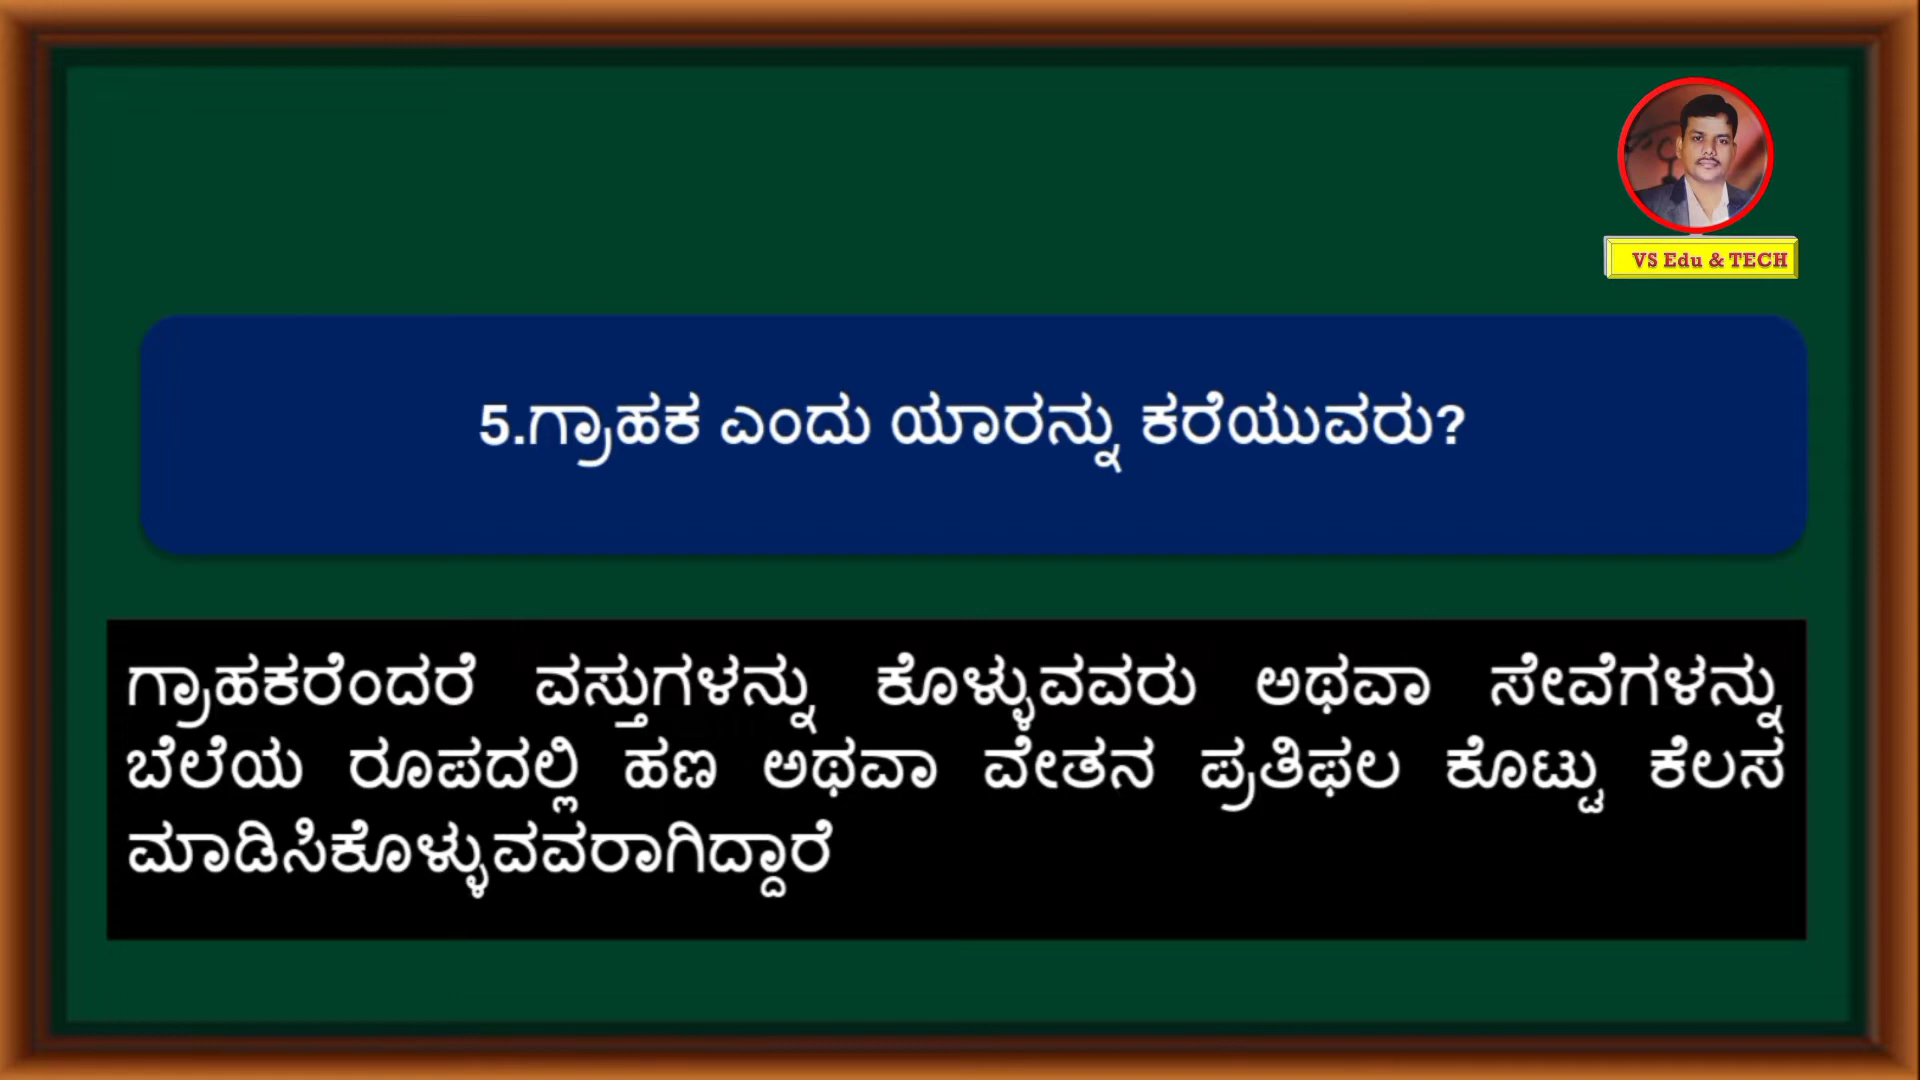 VS Edu & TECH
5.ಗ್ರಾಹಕ ಎಂದು ಯಾರನ್ನು ಕರೆಯುವರು?
ಗ್ರಾಹಕರೆಂದರೆ ವಸ್ತುಗಳನ್ನು ಕೊಳ್ಳುವವರು ಅಥವಾ ಸೇವೆಗಳನ್ನು
ಬೆಲೆಯ ರೂಪದಲ್ಲಿ ಹಣ ಅಥವಾ ವೇತನ ಪ್ರತಿಫಲ ಕೊಟ್ಟು ಕೆಲಸ
ಮಾಡಿಸಿಕೊಳ್ಳುವವರಾಗಿದ್ದಾರೆ